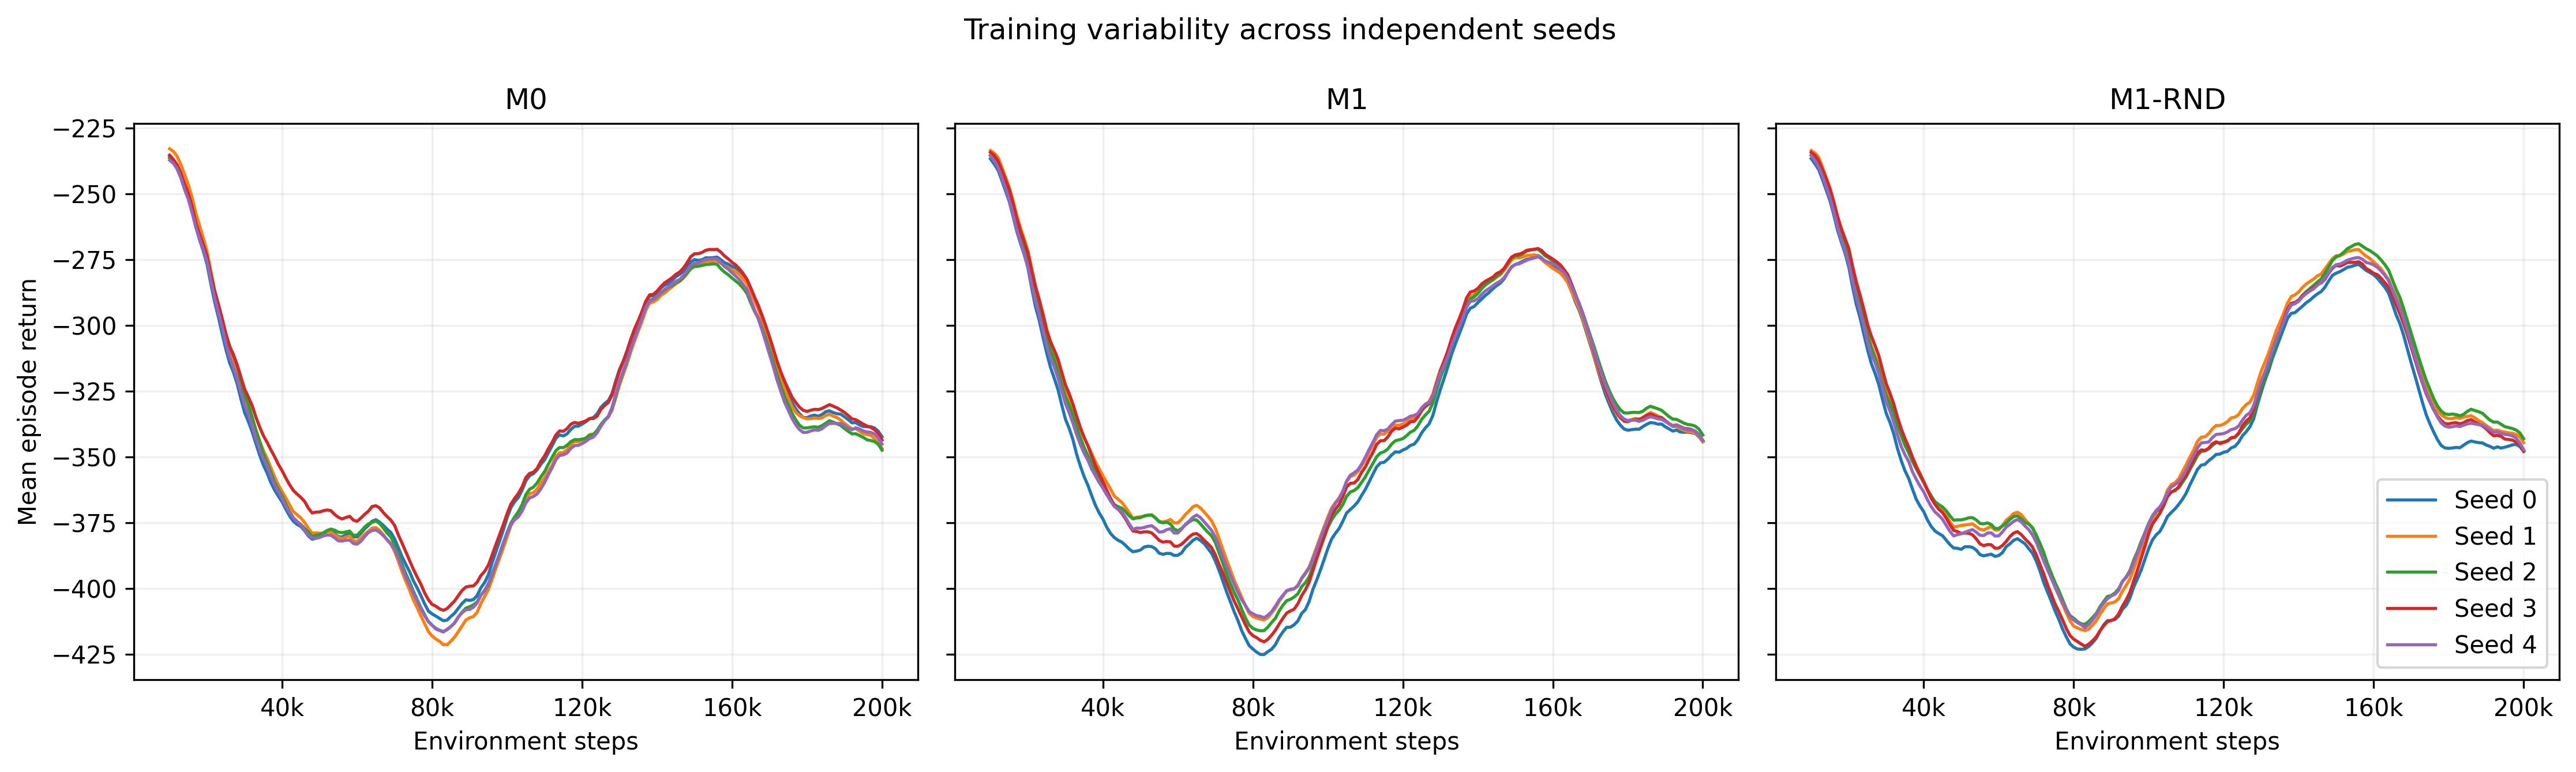 Training variability across independent seeds
M0
M1
M1-RND
Mean episode return
−225
−250
−275
−300
−325
−350
−375
−400
−425
40k 80k 120k 160k 200k
40k 80k 120k 160k 200k
40k 80k 120k 160k 200k
Environment steps
Environment steps
Environment steps
Seed 0
Seed 1
Seed 2
Seed 3
Seed 4